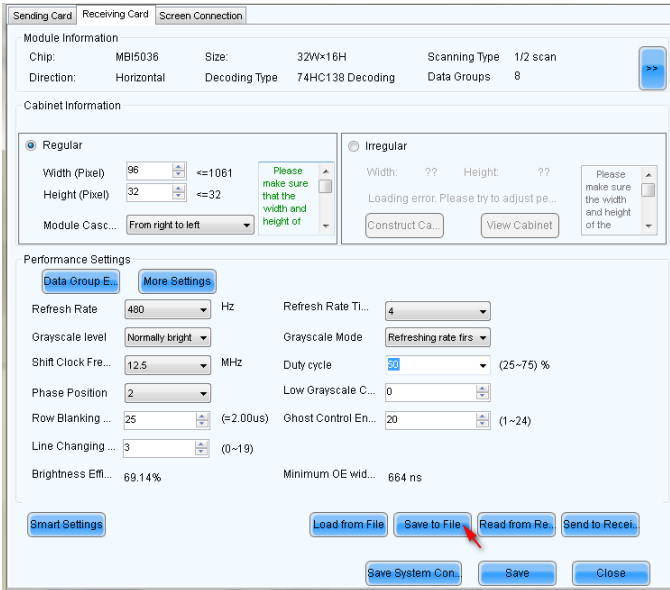 Sending Card Receiving Card Screen Connection
Module Information
Chip: MBI5036 Size: 32W×16H Scanning Type 1/2 scan
Direction: Horizontal Decoding Type 74HC138 Decoding Data Groups 8
>>
Cabinet Information
Regular
Width (Pixel) 96 <=1061
Height (Pixel) 32 <=32
Module Casc... From right to left
Please
make sure
that the
width and
height of
Irregular
Width: ?? Height: ??
Loading error. Please try to adjust pe...
Construct Ca... View Cabinet
Please
make sure
the width
and height
of the
Performance Settings
Data Group E... More Settings
Refresh Rate 480 Hz Refresh Rate Ti... 4
Grayscale level Normally bright Grayscale Mode Refreshing rate firs
Shift Clock Fre... 12.5 MHz Duty cycle 50 (25~75) %
Phase Position 2 Low Grayscale C... 0
Row Blanking ... 25 (=2.00us) Ghost Control En... 20 (1~24)
Line Changing ... 3 (0~19)
Brightness Effi... 69.14% Minimum OE wid... 664 ns
Smart Settings Load from File Save to File Read from Re... Send to Recei...
Save System Con... Save Close